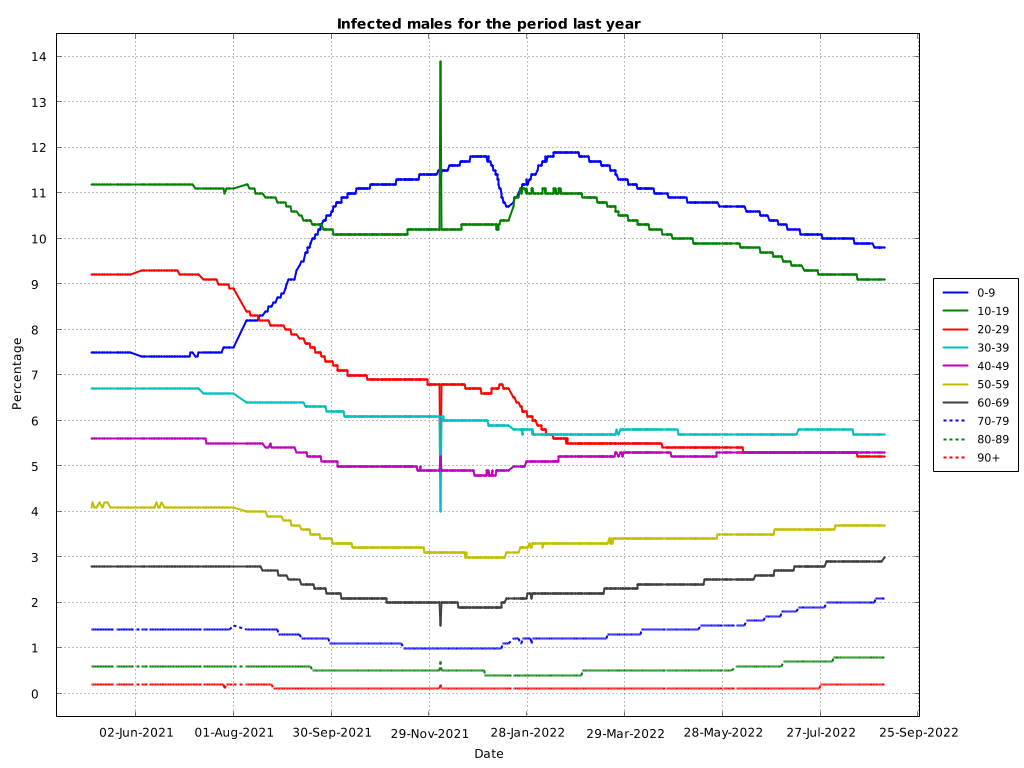 Infected males for the period last year
Percentage
14
13
12
11
10
9
8
7
6
5
4
3
2
1
0
02-Jun-2021
01-Aug-2021
30-Sep-2021
29-Nov-2021
28-Jan-2022
29-Mar-2022
28-May-2022
27-Jul-2022
25-Sep-2022
Date
0-9
10-19
20-29
30-39
40-49
50-59
60-69
70-79
80-89
90+